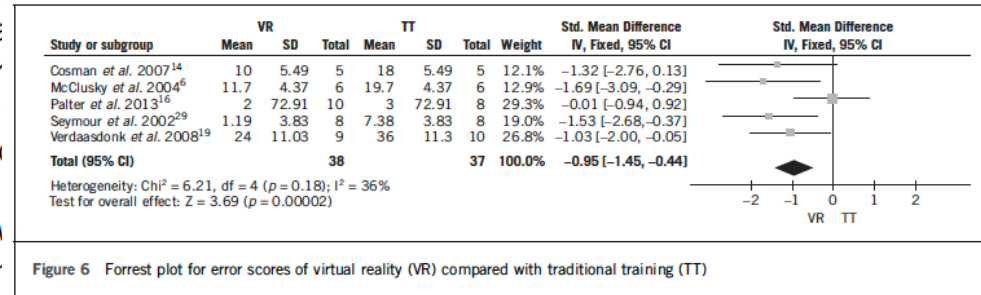 VR TT Std. Mean Difference Std. Mean Difference
Study or subgroup Mean SD Total Mean SD Total Weight IV, Fixed, 95% CI IV, Fixed, 95% CI
Cosman et al. 2007¹⁴ 10 5.49 5 18 5.49 5 12.1% −1.32 [−2.76, 0.13]
McClusky et al. 2004⁶ 11.7 4.37 6 19.7 4.37 6 12.9% −1.69 [−3.09, −0.29]
Palter et al. 2013¹⁶ 2 72.91 10 3 72.91 8 29.3% −0.01 [−0.94, 0.92]
Seymour et al. 2002²⁹ 1.19 3.83 8 7.38 3.83 8 19.0% −1.53 [−2.68,−0.37]
Verdaasdonk et al. 2008¹⁹ 24 11.03 9 36 11.3 10 26.8% −1.03 [−2.00, −0.05]
Total (95% CI) 38 37 100.0% −0.95 [−1.45, −0.44]
Heterogeneity: Chi² = 6.21, df = 4 (p = 0.18); I² = 36%
Test for overall effect: Z = 3.69 (p = 0.00002)
−2 −1 0 1 2
VR TT
Figure 6 Forrest plot for error scores of virtual reality (VR) compared with traditional training (TT)